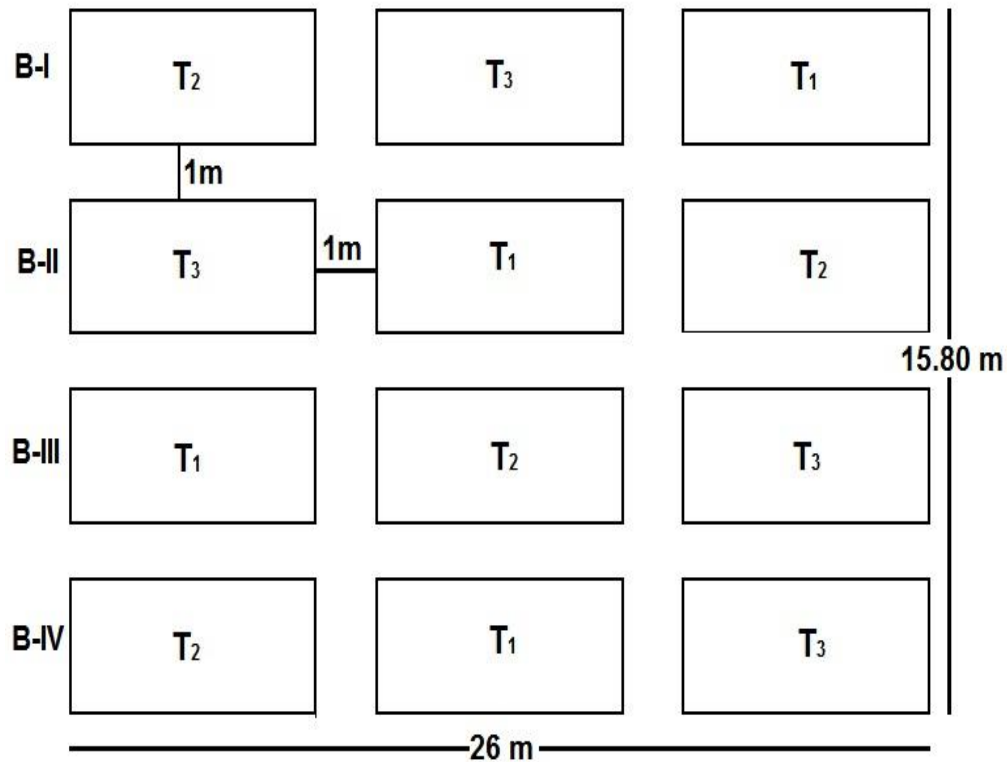 B-I T₂ T₃ T₁
1m
B-II T₃ 1m T₁ T₂
15.80 m
B-III T₁ T₂ T₃
B-IV T₂ T₁ T₃
26 m